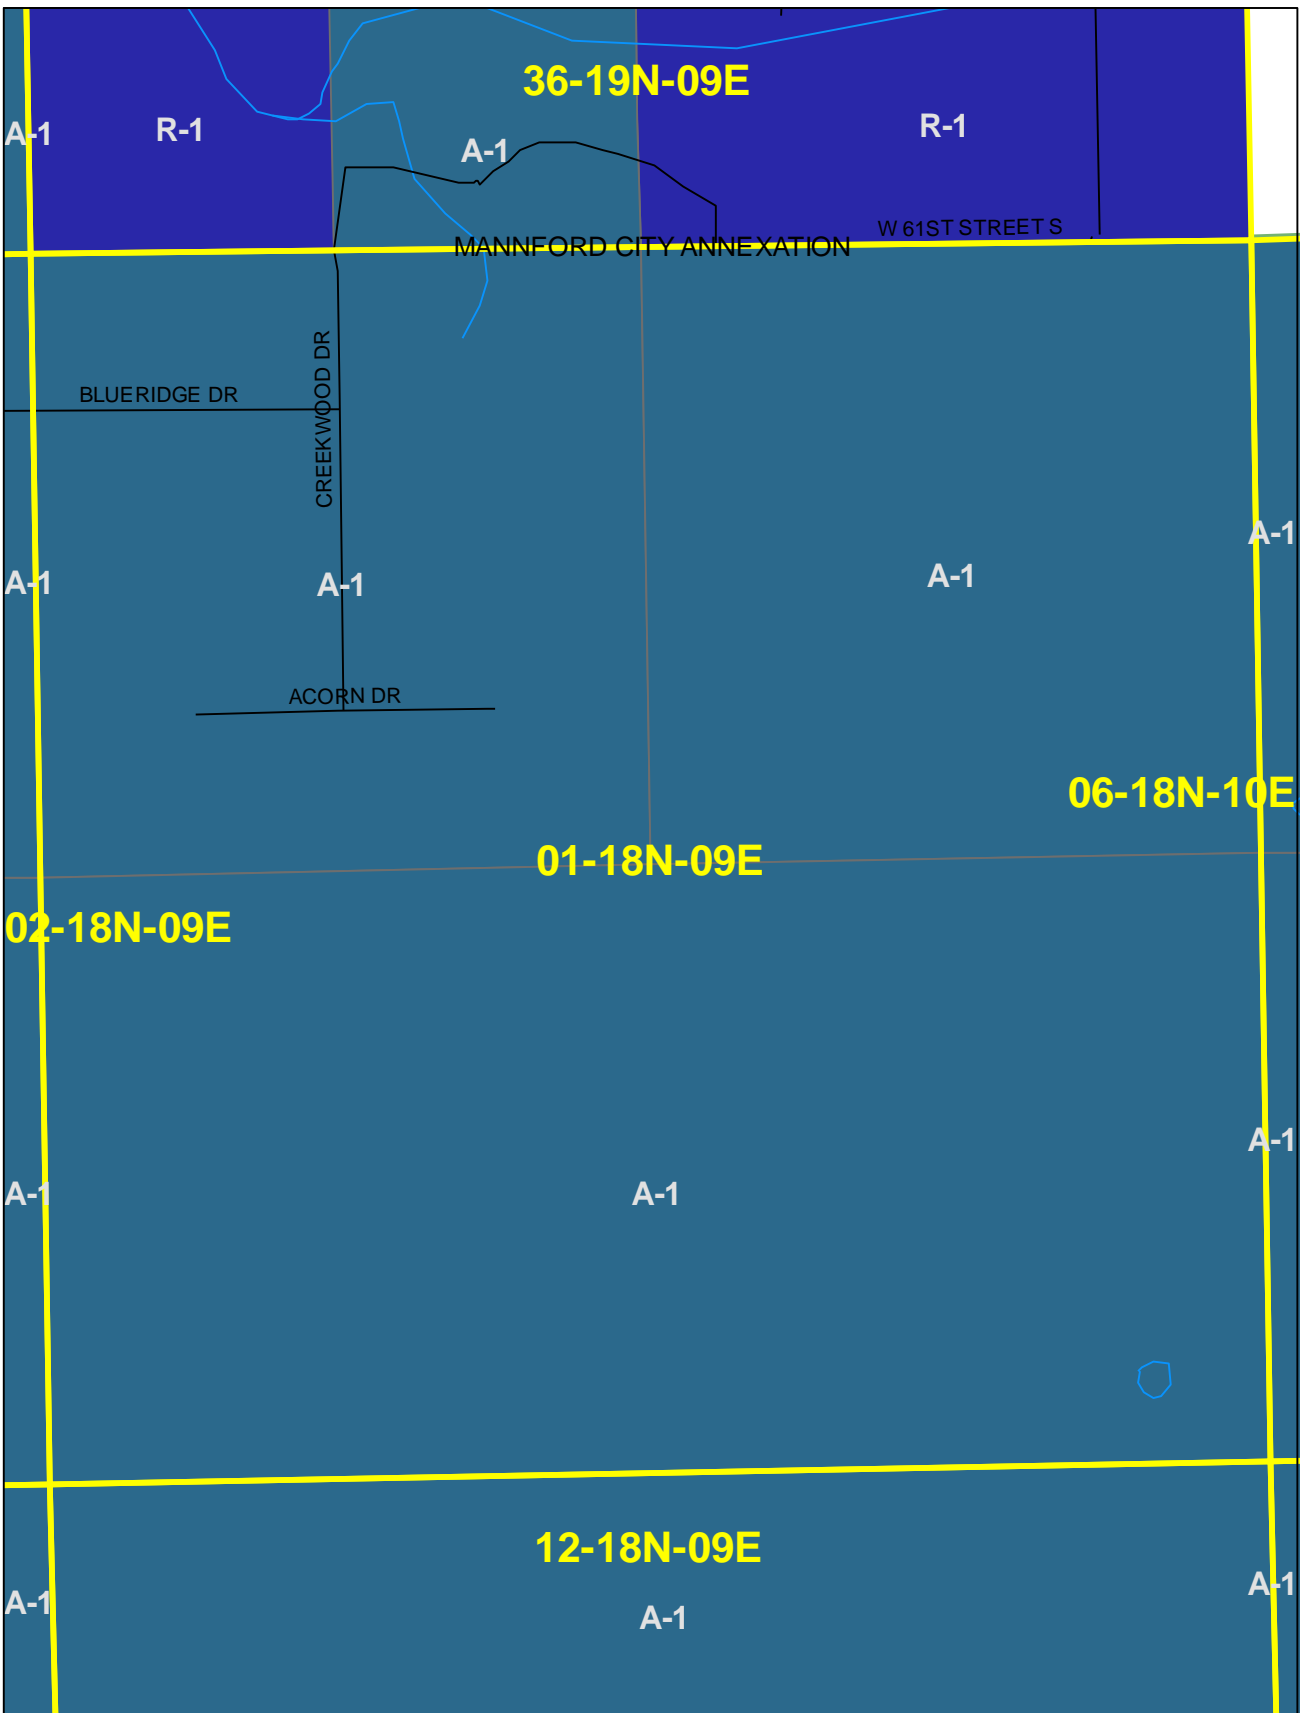 36-19N-09E
A-1
R-1
A-1
R-1
W 61ST STREET S
MANNFORD CITY ANNEXATION
CREEKWOOD DR
BLUERIDGE DR
A-1
A-1
A-1
A-1
ACORN DR
06-18N-10E
01-18N-09E
02-18N-09E
A-1
A-1
A-1
12-18N-09E
A-1
A-1
A-1